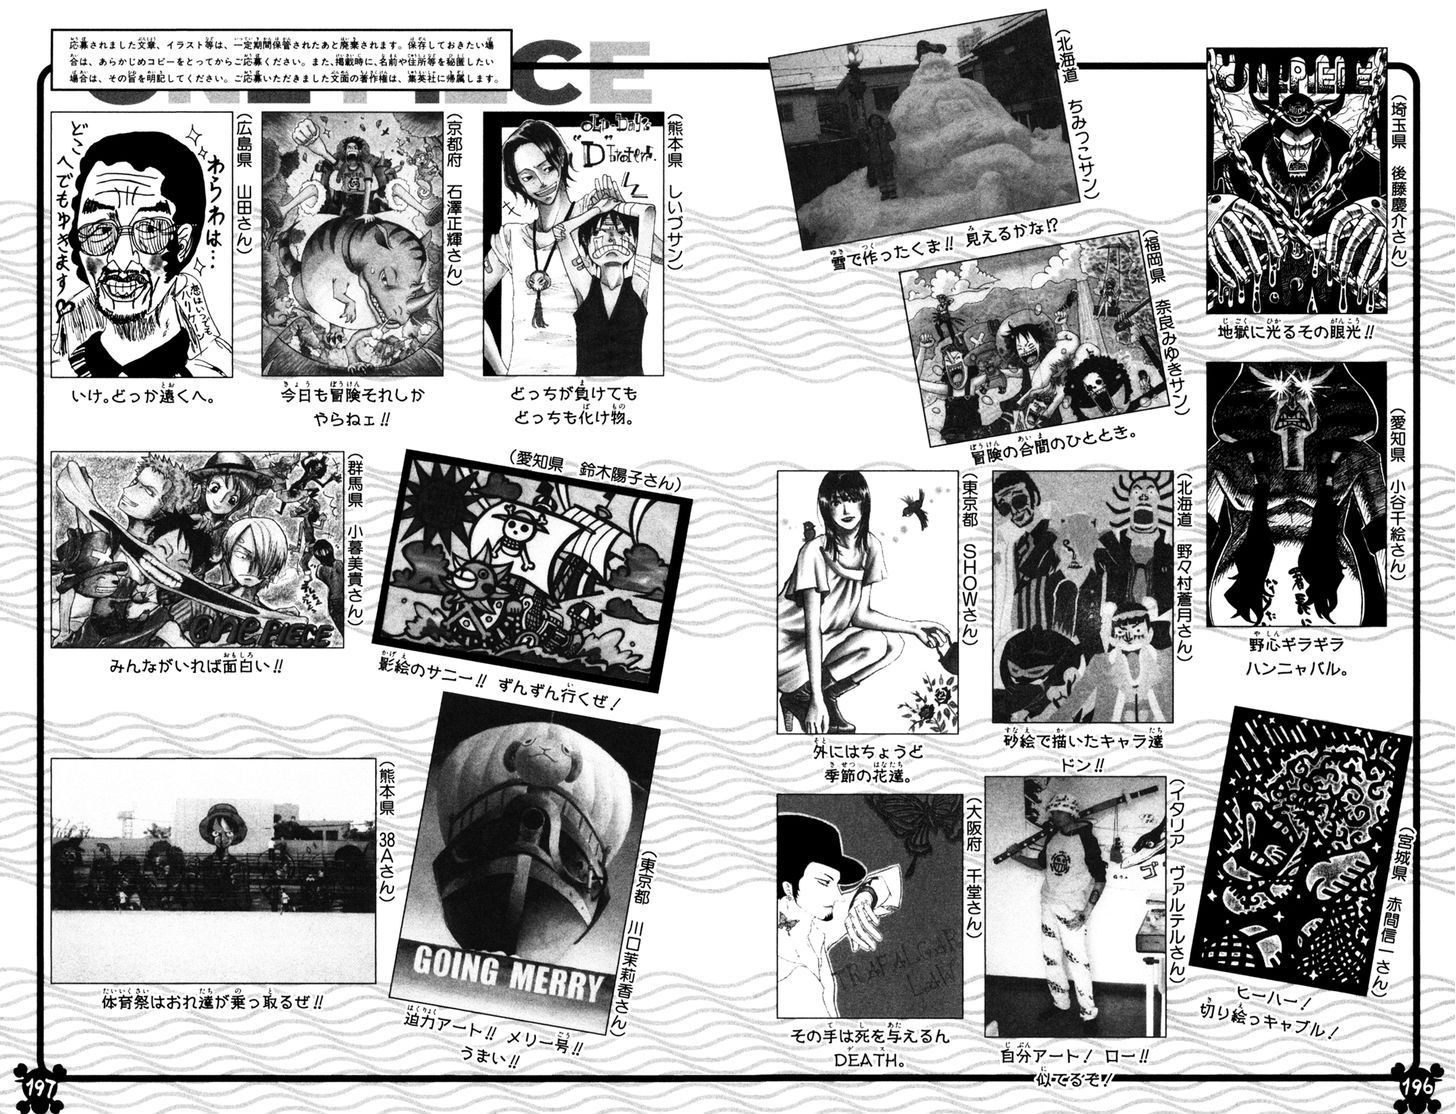 ONE PIECE
(埼玉県　後藤慶介さん)
地獄に光るその眼光!!
(北海道　ちみつこサン)
雪で作ったくま!! 見えるかな!?
(福岡県　奈良みゆきサン)
冒険の合間のひととき。
(愛知県　小谷千絵さん)
野心ギラギラ
ハンニャバル。
(北海道　野々村蒼月さん)
砂絵で描いたキャラ達
ドン!!
(東京都　SHOWさん)
外にはちょうど
季節の花達。
(宮城県　赤間信一さん)
ヒーハー!
切り絵っキャブル!
(イタリア　ヴァルテルさん)
自分アート! ロー!!
似てるぞ!
TRAFALGAR
LAW
(大阪府　千堂さん)
その手は死を与えるん
DEATH。
196
応募されました文章、イラスト等は、一定期間保管されたあと廃棄されます。保存しておきたい場
合は、あらかじめコピーをとってからご応募ください。また、掲載時に、名前や住所等を秘匿したい
場合は、その旨を明記してください。ご応募いただきました文面の著作権は、集英社に帰属します。
ONE PIECE
"D"
(熊本県　しいづサン)
どっちが負けても
どっちも化け物。
(京都府　石澤正輝さん)
今日も冒険それしか
やらねェ!!
わらわは…
恋はいつでも
ハリケーン
どこへでもゆきます♡
(広島県　山田さん)
いけ。どっか遠くへ。
(愛知県　鈴木陽子さん)
影絵のサニー!! ずんずん行くぜ!
ONE PIECE
(群馬県　小暮美貴さん)
みんながいれば面白い!!
GOING MERRY
(東京都　川口茉莉香さん)
迫力アート!! メリー号!!
うまい!!
(熊本県　38Aさん)
体育祭はおれ達が乗っ取るぜ!!
197